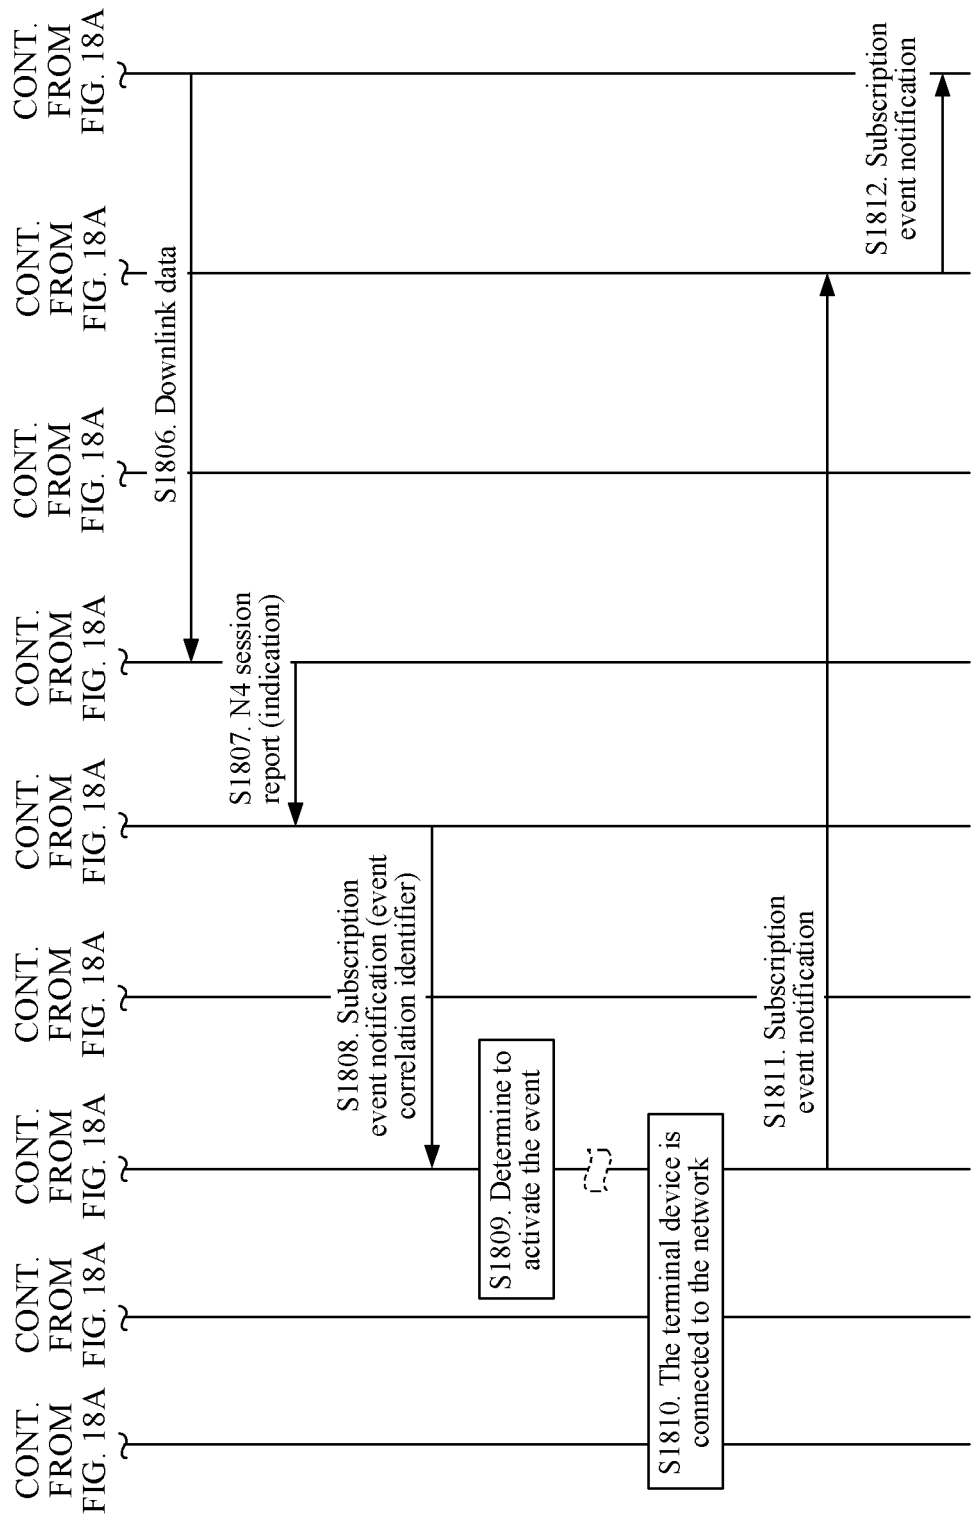 CONT.
FROM
FIG. 18A
CONT.
FROM
FIG. 18A
CONT.
FROM
FIG. 18A
CONT.
FROM
FIG. 18A
CONT.
FROM
FIG. 18A
CONT.
FROM
FIG. 18A
CONT.
FROM
FIG. 18A
CONT.
FROM
FIG. 18A
CONT.
FROM
FIG. 18A
S1806. Downlink data
S1807. N4 session
report (indication)
S1808. Subscription
event notification (event
correlation identifier)
S1809. Determine to
activate the event
S1810. The terminal device is
connected to the network
S1811. Subscription
event notification
S1812. Subscription
event notification